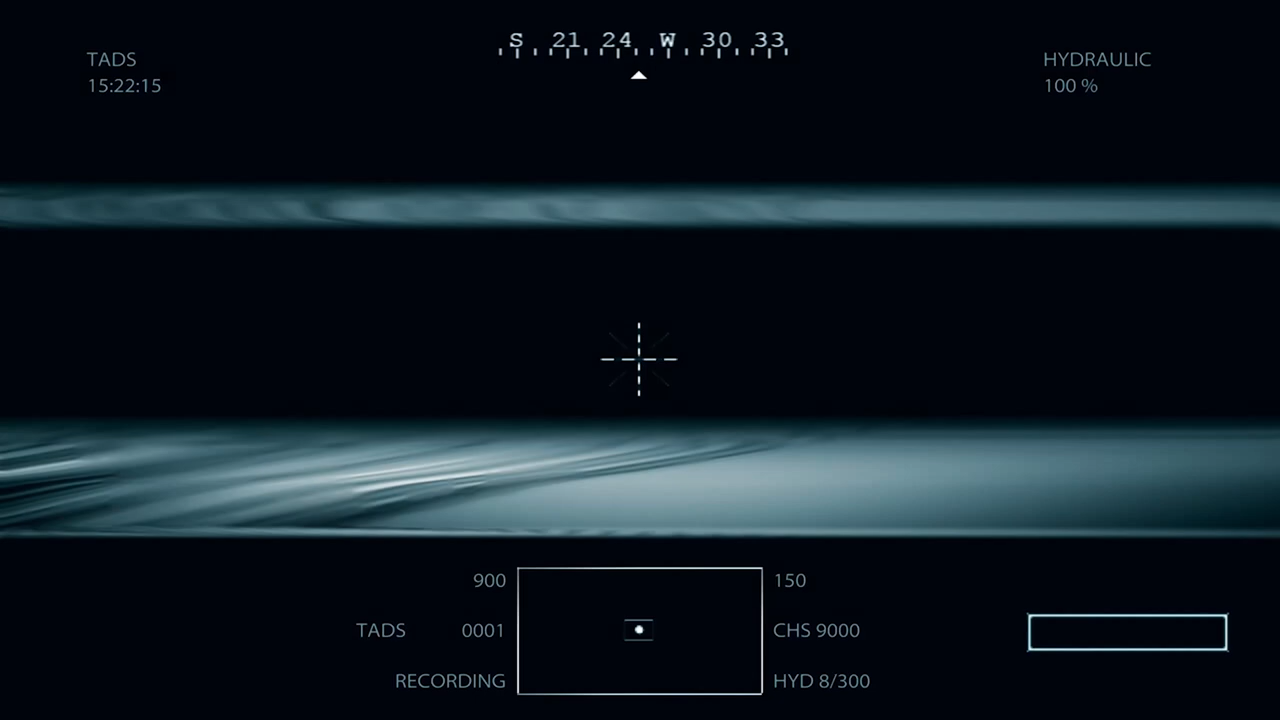 S 21 24 W 30 33
TADS
15:22:15
HYDRAULIC
100 %
900
150
TADS 0001
CHS 9000
RECORDING
HYD 8/300